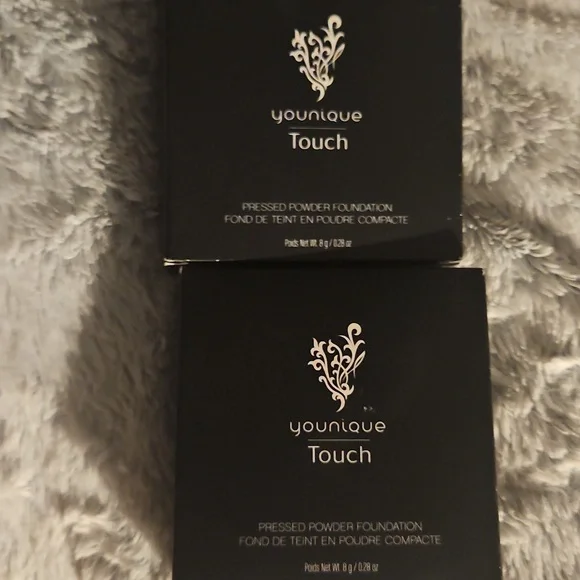 younique
Touch
PRESSED POWDER FOUNDATION
FOND DE TEINT EN POUDRE COMPACTE
Poids Net Wt. 8 g / 0.28 oz
younique
Touch
PRESSED POWDER FOUNDATION
FOND DE TEINT EN POUDRE COMPACTE
Poids Net Wt. 8 g / 0.28 oz